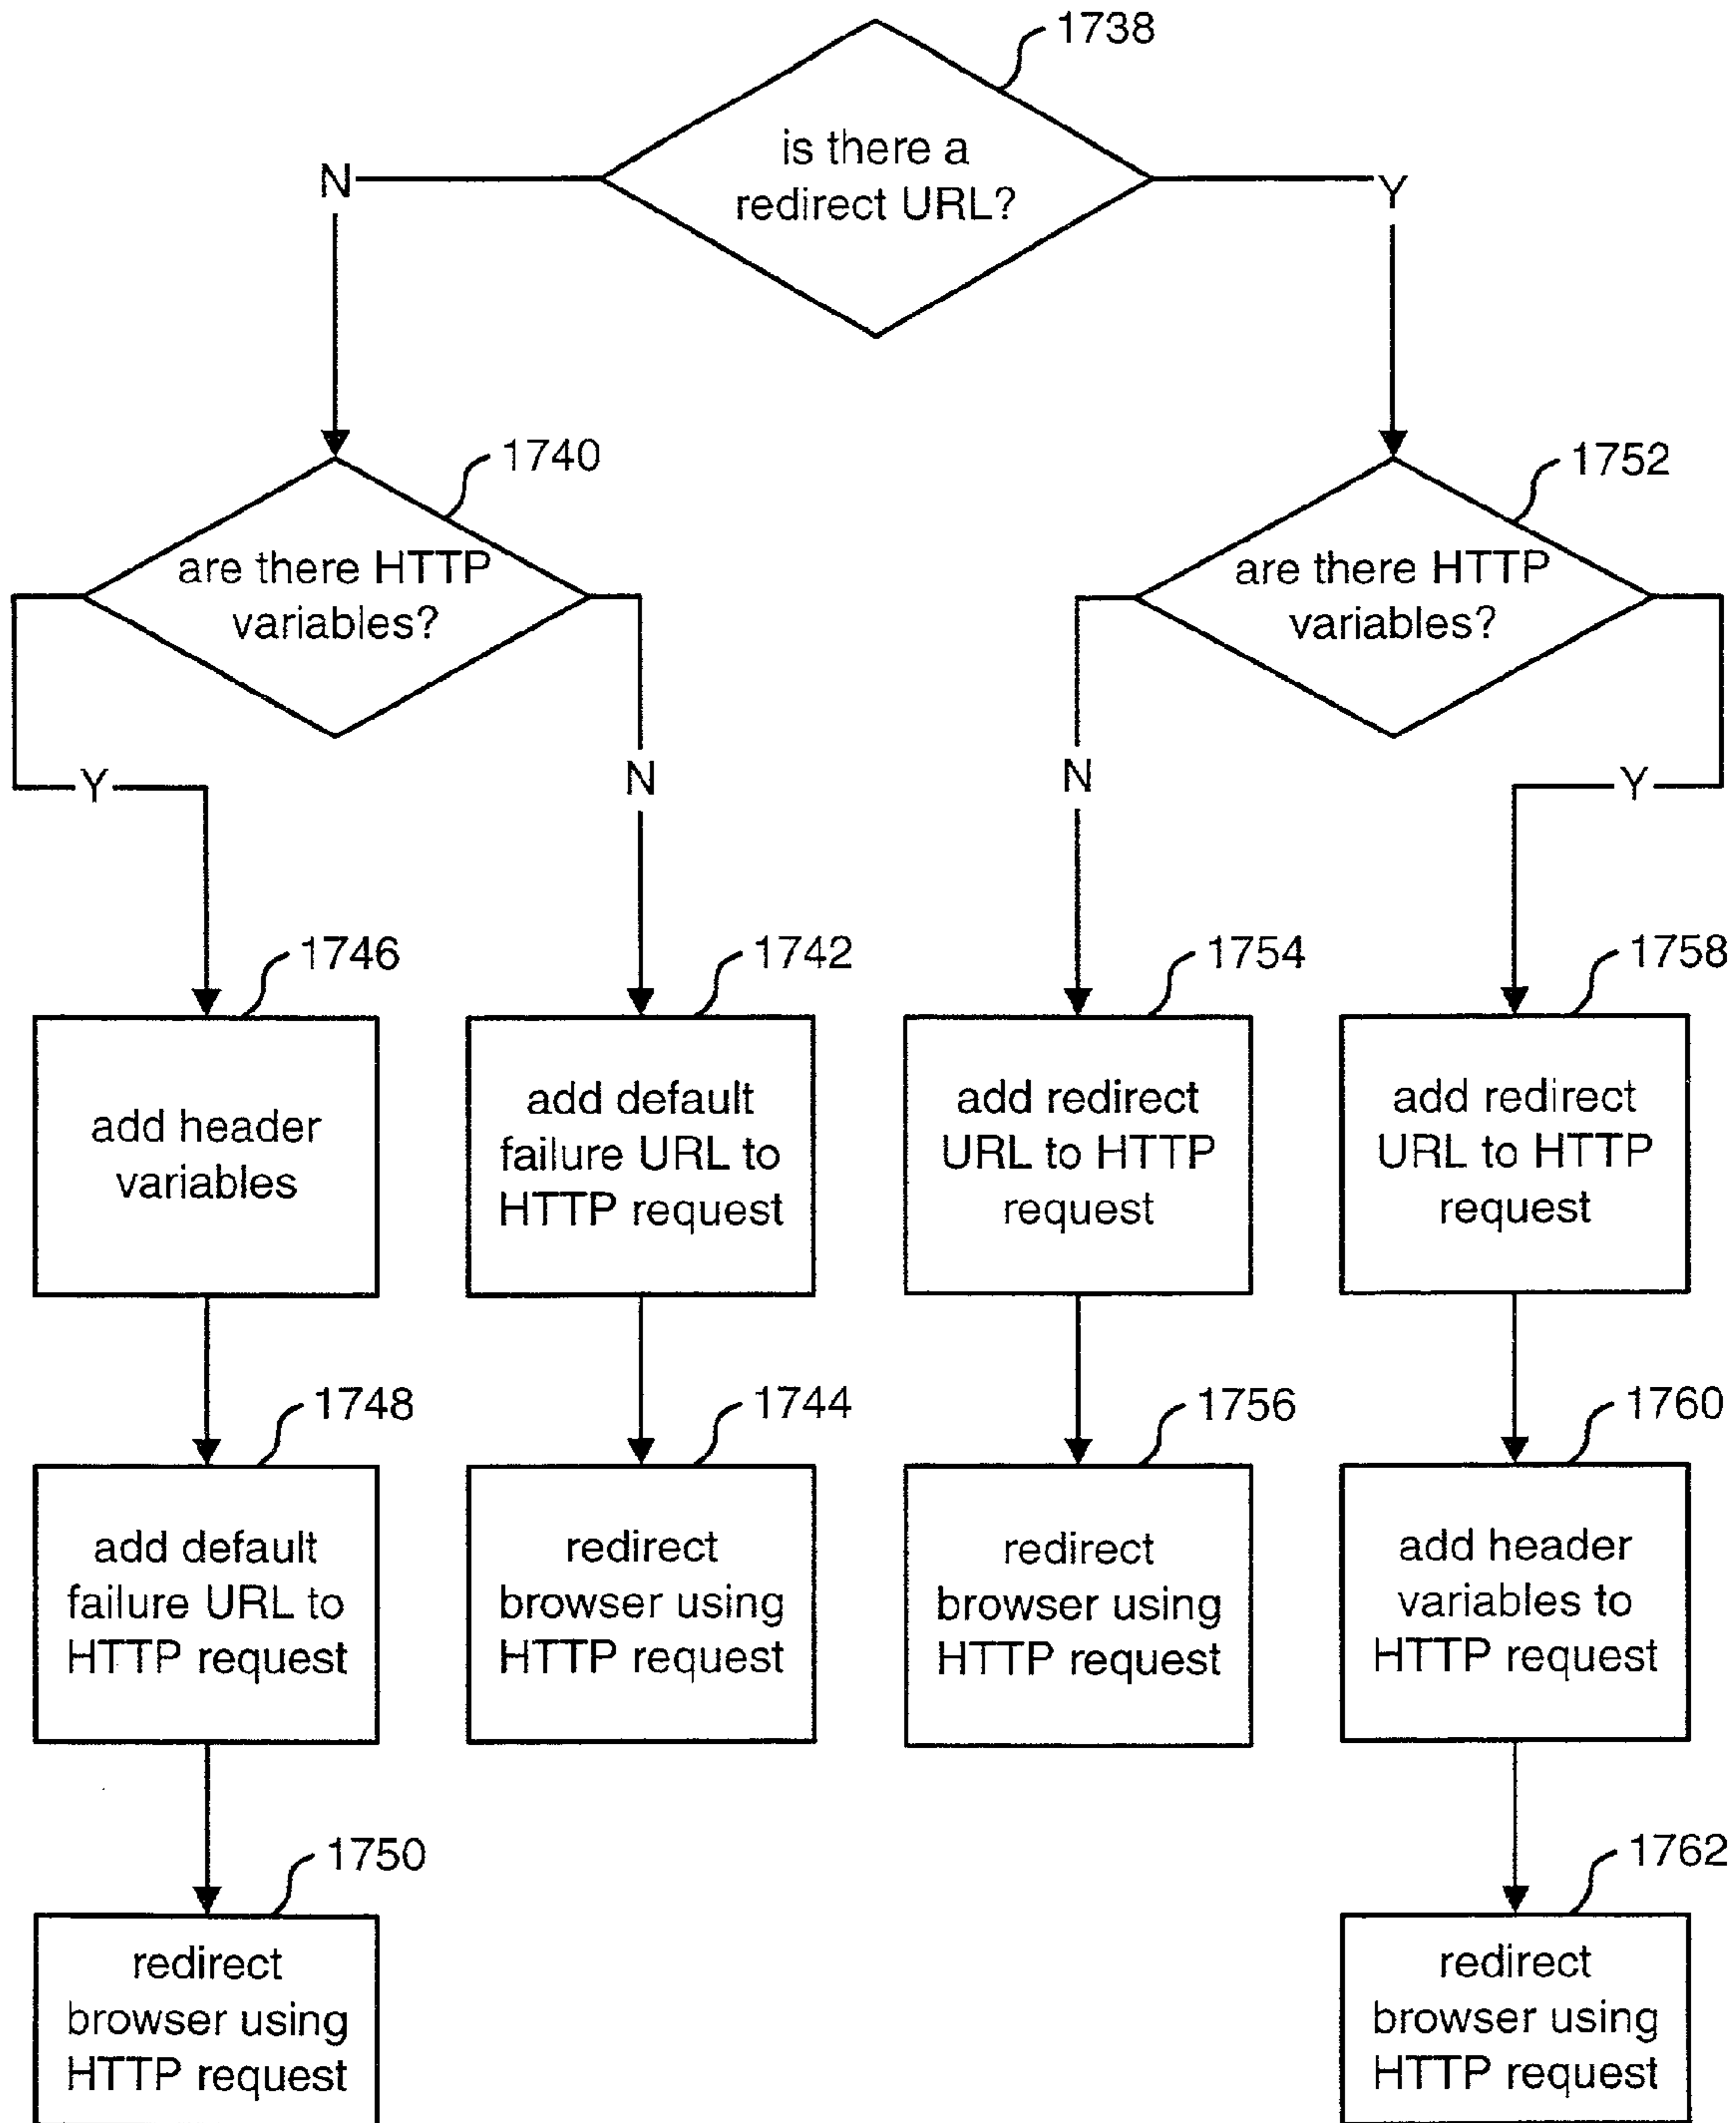 1738
is there a
redirect URL?
N
Y
1740
are there HTTP
variables?
1752
are there HTTP
variables?
Y
N
N
Y
1746
add header
variables
1742
add default
failure URL to
HTTP request
1754
add redirect
URL to HTTP
request
1758
add redirect
URL to HTTP
request
1748
add default
failure URL to
HTTP request
1744
redirect
browser using
HTTP request
1756
redirect
browser using
HTTP request
1760
add header
variables to
HTTP request
1750
redirect
browser using
HTTP request
1762
redirect
browser using
HTTP request